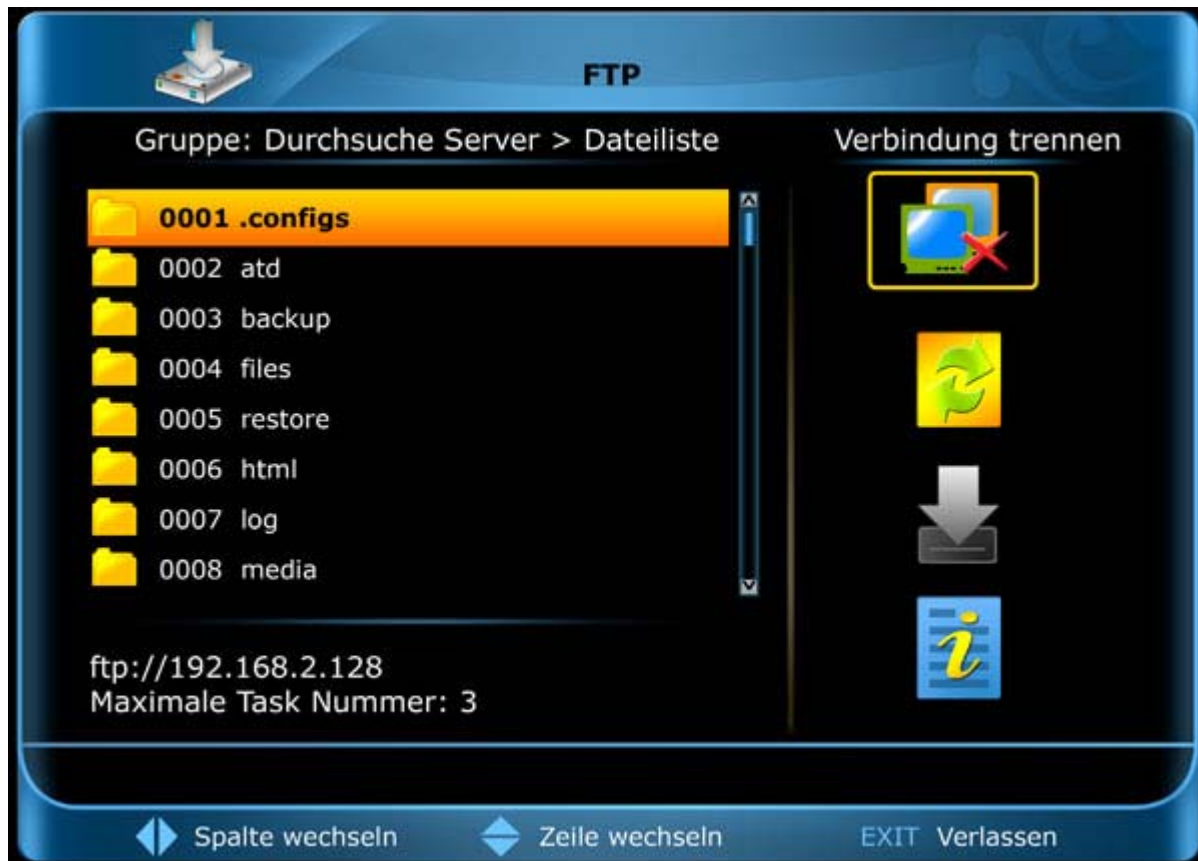 FTP
Gruppe: Durchsuche Server > Dateiliste
Verbindung trennen
0001 .configs
0002 atd
0003 backup
0004 files
0005 restore
0006 html
0007 log
0008 media
ftp://192.168.2.128
Maximale Task Nummer: 3
Spalte wechseln
Zeile wechseln
EXIT Verlassen